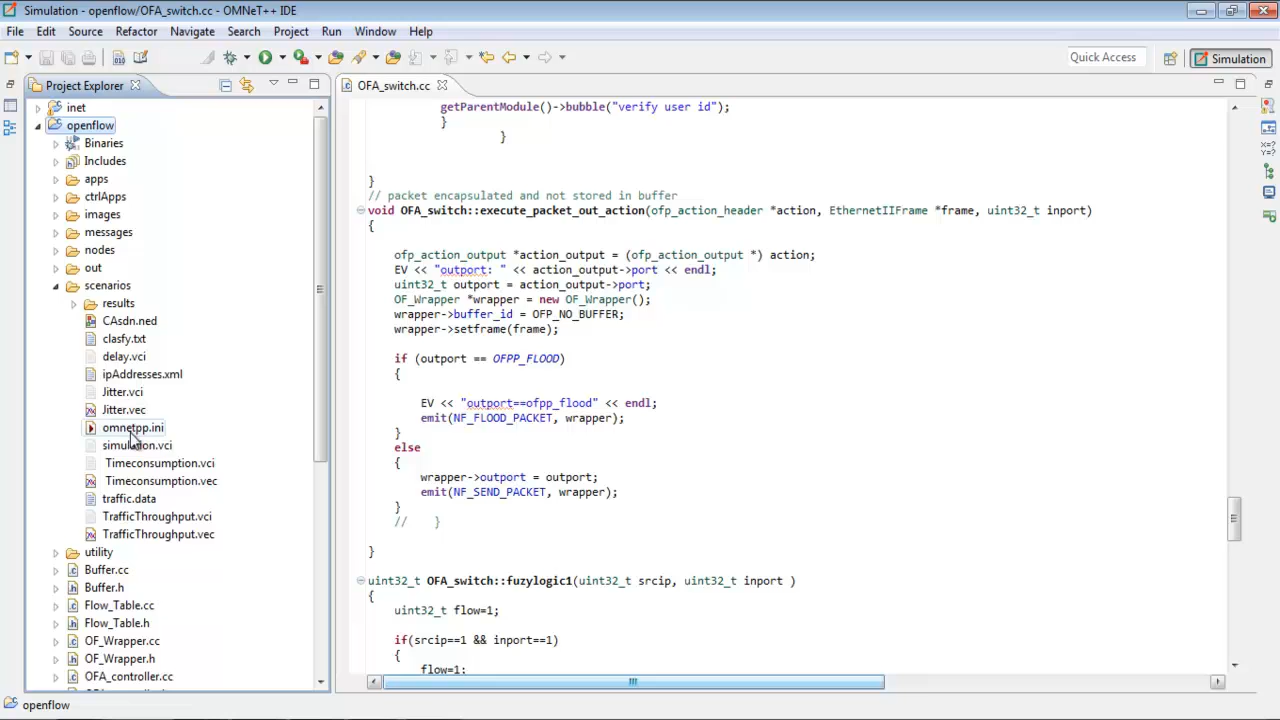 Simulation - openflow/OFA_switch.cc - OMNeT++ IDE
File Edit Source Refactor Navigate Search Project Run Window Help
Quick Access
Simulation
Project Explorer
inet
openflow
Binaries
Includes
apps
ctrlApps
images
messages
nodes
out
scenarios
results
CAsdn.ned
clasfy.txt
delay.vci
ipAddresses.xml
Jitter.vci
Jitter.vec
omnetpp.ini
simulation.vci
Timeconsumption.vci
Timeconsumption.vec
traffic.data
TrafficThroughput.vci
TrafficThroughput.vec
utility
Buffer.cc
Buffer.h
Flow_Table.cc
Flow_Table.h
OF_Wrapper.cc
OF_Wrapper.h
OFA_controller.cc
OFA_switch.cc
getParentModule()->bubble("verify user id");
}
}
}
// packet encapsulated and not stored in buffer
void OFA_switch::execute_packet_out_action(ofp_action_header *action, EthernetIIFrame *frame, uint32_t inport)
{
ofp_action_output *action_output = (ofp_action_output *) action;
EV << "outport: " << action_output->port << endl;
uint32_t outport = action_output->port;
OF_Wrapper *wrapper = new OF_Wrapper();
wrapper->buffer_id = OFP_NO_BUFFER;
wrapper->setframe(frame);
if (outport == OFPP_FLOOD)
{
EV << "outport==ofpp_flood" << endl;
emit(NF_FLOOD_PACKET, wrapper);
}
else
{
wrapper->outport = outport;
emit(NF_SEND_PACKET, wrapper);
}
// }
}
uint32_t OFA_switch::fuzylogic1(uint32_t srcip, uint32_t inport )
{
uint32_t flow=1;
if(srcip==1 && inport==1)
{
flow=1;
openflow